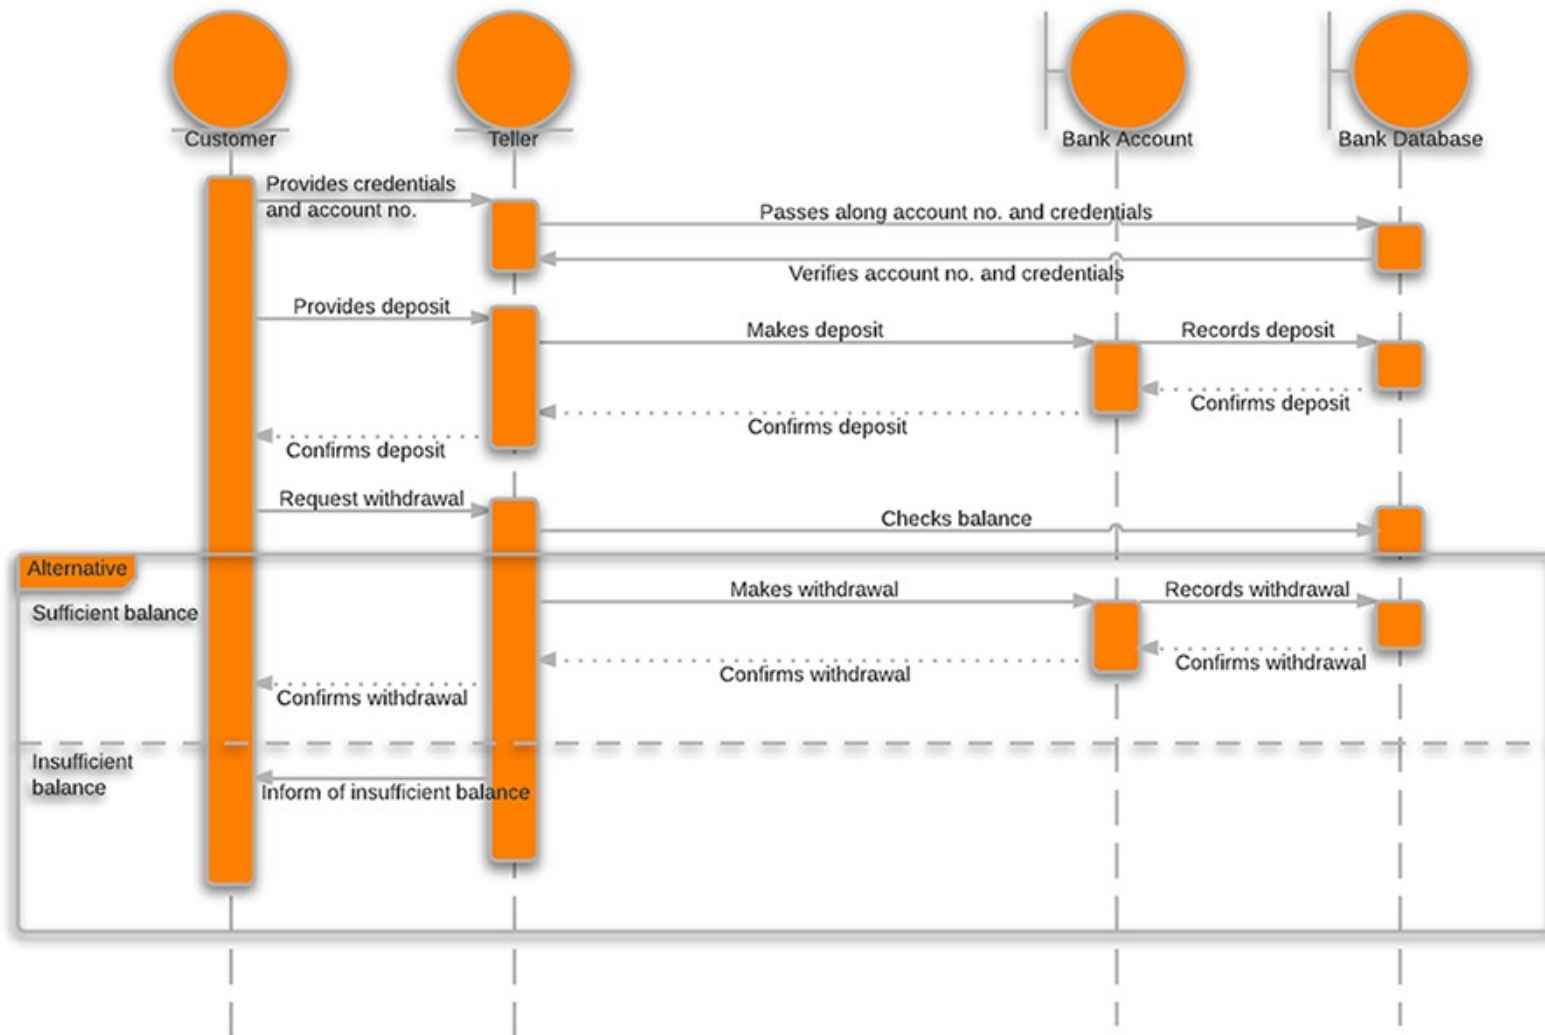 Customer
Teller
Bank Account
Bank Database
Provides credentials
and account no.
Passes along account no. and credentials
Verifies account no. and credentials
Provides deposit
Makes deposit
Records deposit
Confirms deposit
Confirms deposit
Confirms deposit
Request withdrawal
Checks balance
Alternative
Sufficient balance
Makes withdrawal
Records withdrawal
Confirms withdrawal
Confirms withdrawal
Confirms withdrawal
Insufficient
balance
Inform of insufficient balance